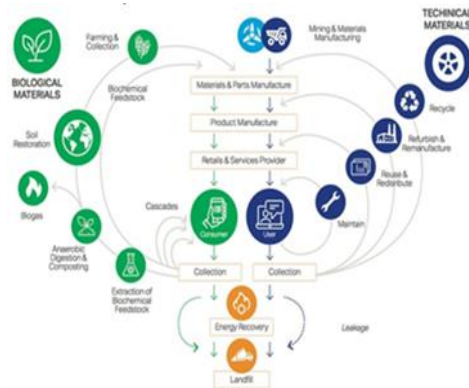 Farming &
Collection
Mining & Materials
Manufacturing
TECHINICAL
MATERIALS
BIOLOGICAL
MATERIALS
Biochemical
Feedstock
Materials & Parts Manufacture
Recycle
Product Manufacture
Soil
Restoration
Refurbish &
Remanufacture
Retails & Services Provider
Reuse &
Redistribute
Biogas
Cascades
Consumer
User
Maintain
Anaerobic
Digestion &
Composting
Collection
Collection
Extraction of
Biochemical
Feedstock
Energy Recovery
Leakage
Landfill